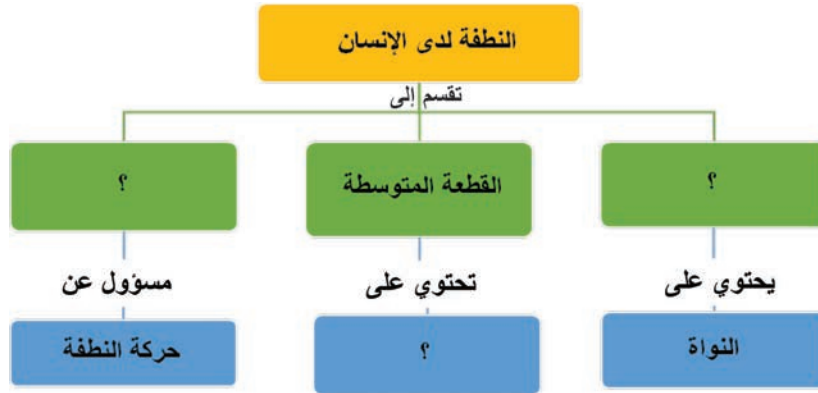 النطفة لدى الإنسان
تقسم إلى
؟
القطعة المتوسطة
؟
يحتوي على
تحتوي على
مسؤول عن
النواة
؟
حركة النطفة